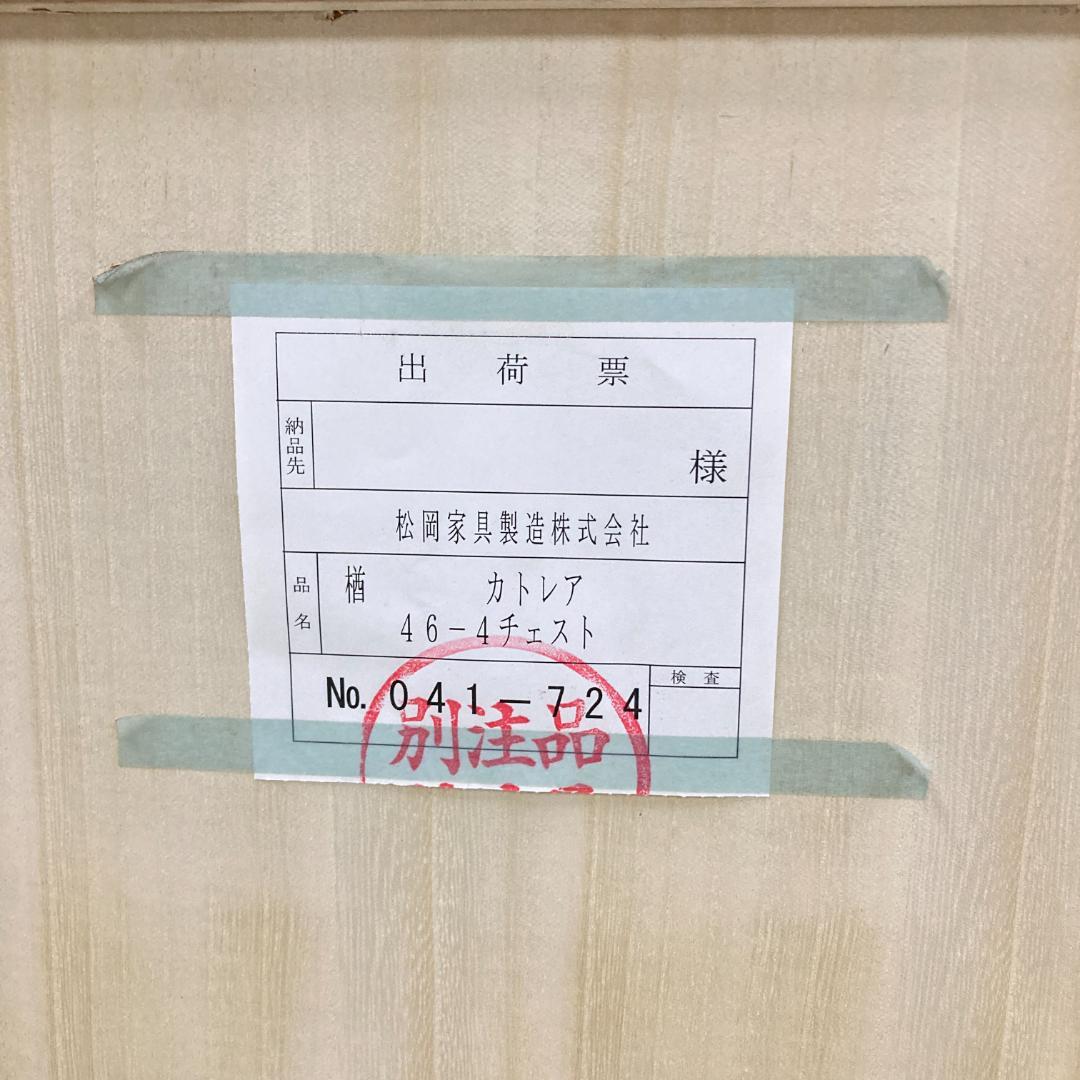 出荷票
納品先
様
松岡家具製造株式会社
品名
楢 カトレア
46-4チェスト
No. 041-724
検査
別注品